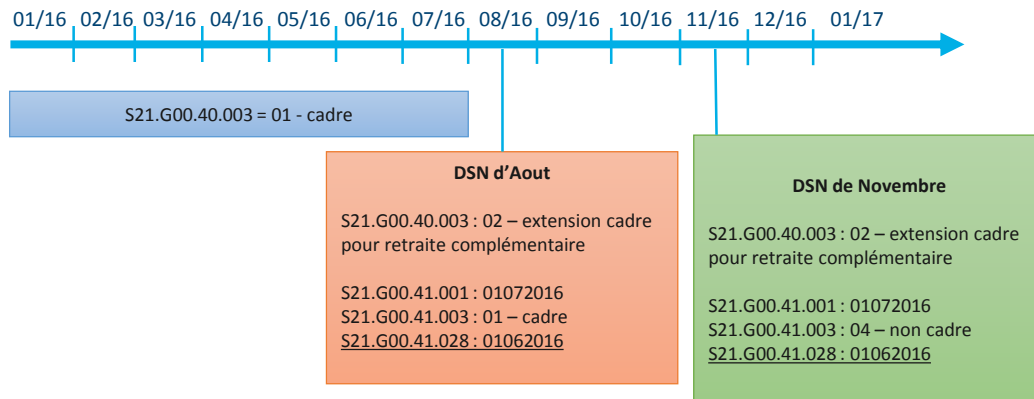 01/16 02/16 03/16 04/16 05/16 06/16 07/16 08/16 09/16 10/16 11/16 12/16 01/17
S21.G00.40.003 = 01 - cadre
DSN d'Aout
S21.G00.40.003 : 02 – extension cadre
pour retraite complémentaire
S21.G00.41.001 : 01072016
S21.G00.41.003 : 01 – cadre
S21.G00.41.028 : 01062016
DSN de Novembre
S21.G00.40.003 : 02 – extension cadre
pour retraite complémentaire
S21.G00.41.001 : 01072016
S21.G00.41.003 : 04 – non cadre
S21.G00.41.028 : 01062016